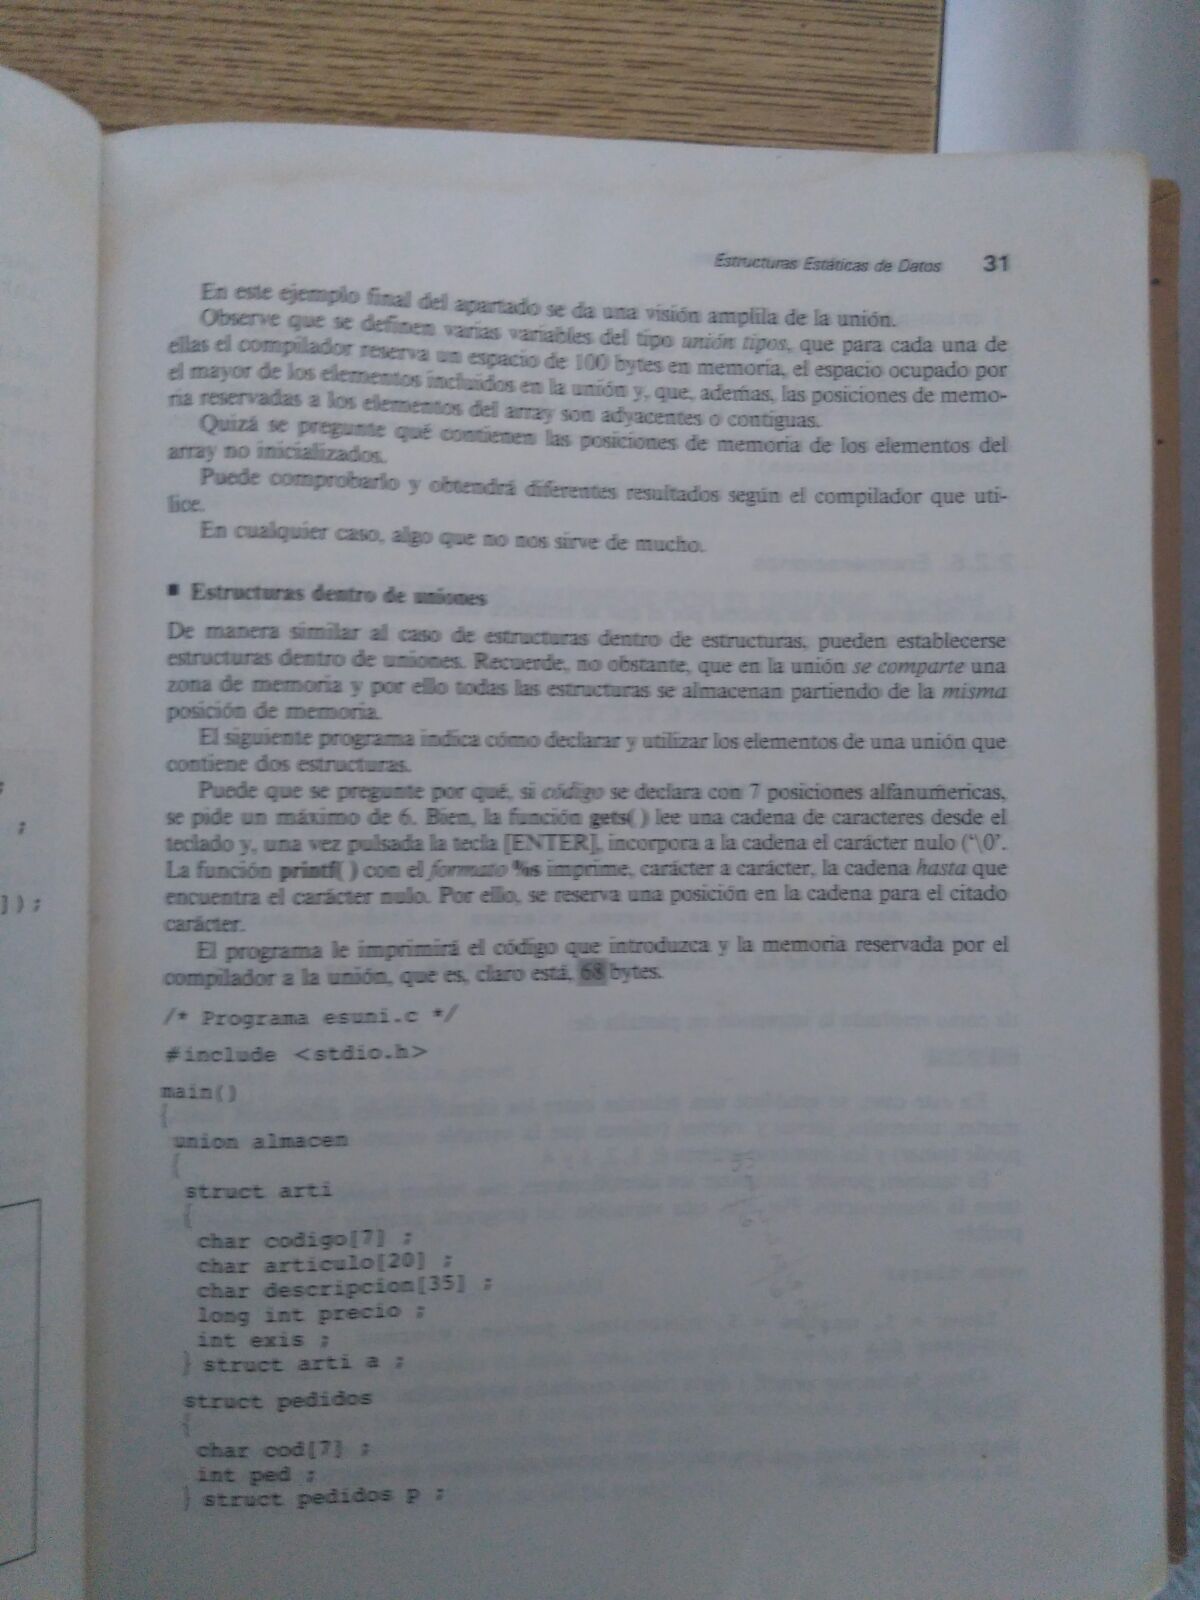 Estructuras Estáticas de Datos 31
En este ejemplo final del apartado se da una visión amplila de la unión.
Observe que se definen varias variables del tipo unión tipos, que para cada una de
ellas el compilador reserva un espacio de 100 bytes en memoria, el espacio ocupado por
el mayor de los elementos incluidos en la unión y, que, además, las posiciones de memo-
ria reservadas a los elementos del array son adyacentes o contiguas.
Quizá se pregunte qué contienen las posiciones de memoria de los elementos del
array no inicializados.
Puede comprobarlo y obtendrá diferentes resultados según el compilador que uti-
lice.
En cualquier caso, algo que no nos sirve de mucho.
■ Estructuras dentro de uniones
De manera similar al caso de estructuras dentro de estructuras, pueden establecerse
estructuras dentro de uniones. Recuerde, no obstante, que en la unión se comparte una
zona de memoria y por ello todas las estructuras se almacenan partiendo de la misma
posición de memoria.
El siguiente programa indica cómo declarar y utilizar los elementos de una unión que
contiene dos estructuras.
Puede que se pregunte por qué, si código se declara con 7 posiciones alfanumericas,
se pide un máximo de 6. Bien, la función gets( ) lee una cadena de caracteres desde el
teclado y, una vez pulsada la tecla [ENTER], incorpora a la cadena el carácter nulo ('\0'.
La función printf( ) con el formato %s imprime, carácter a carácter, la cadena hasta que
encuentra el carácter nulo. Por ello, se reserva una posición en la cadena para el citado
carácter.
El programa le imprimirá el código que introduzca y la memoria reservada por el
compilador a la unión, que es, claro está, 68 bytes.
/* Programa esuni.c */
#include <stdio.h>
main()
{
union almacen
{
struct arti
{
char codigo[7] ;
char articulo[20] ;
char descripcion[35] ;
long int precio ;
int exis ;
} struct arti a ;
struct pedidos
{
char cod[7] ;
int ped ;
} struct pedidos p ;
;
;
]);